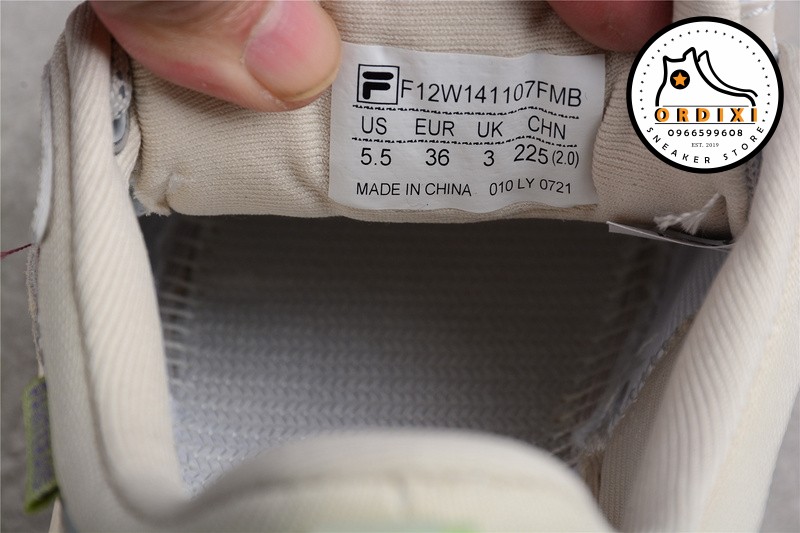 F12W141107FMB
US EUR UK CHN
5.5 36 3 225(2.0)
MADE IN CHINA 010 LY 0721
ORDIXI
0966599608
EST. 2019
SNEAKER STORE